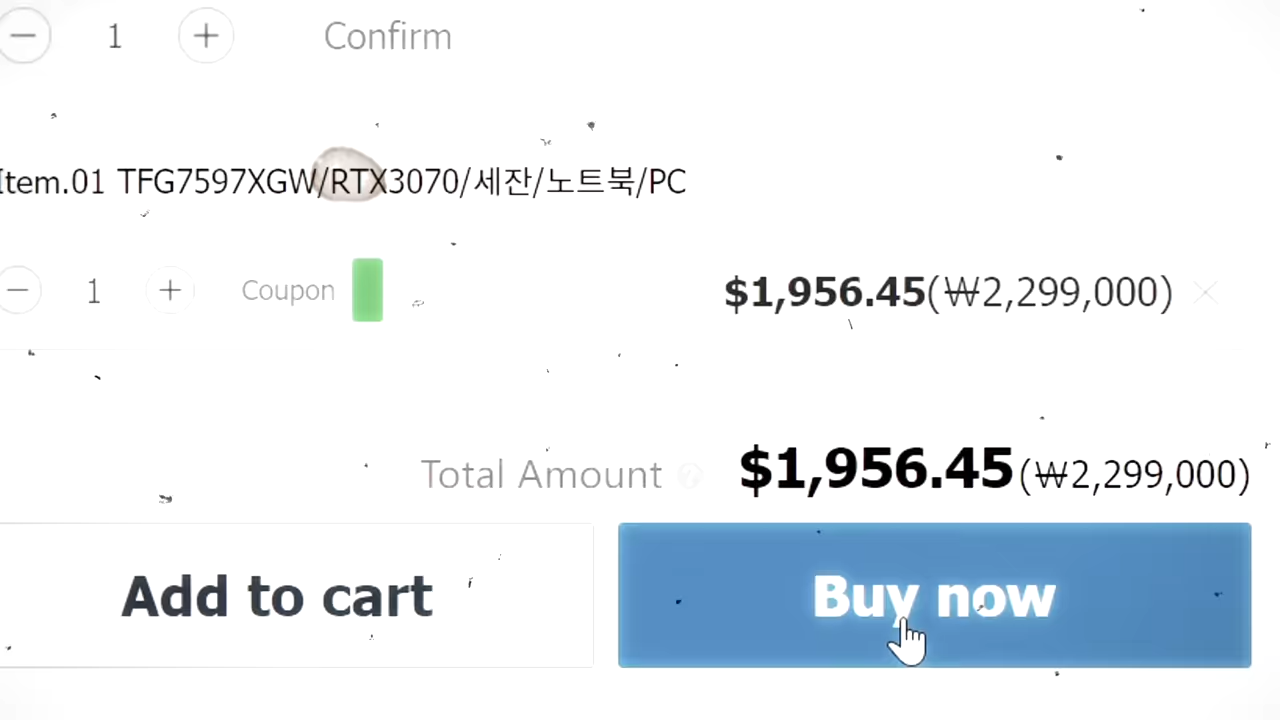 1 Confirm
Item.01 TFG7597XGW/RTX3070/세잔/노트북/PC
1 Coupon $1,956.45(₩2,299,000)
Total Amount $1,956.45(₩2,299,000)
Add to cart Buy now